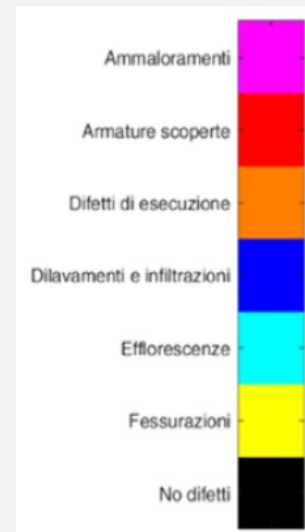 Ammaloramenti
Armature scoperte
Difetti di esecuzione
Dilavamenti e infiltrazioni
Efflorescenze
Fessurazioni
No difetti